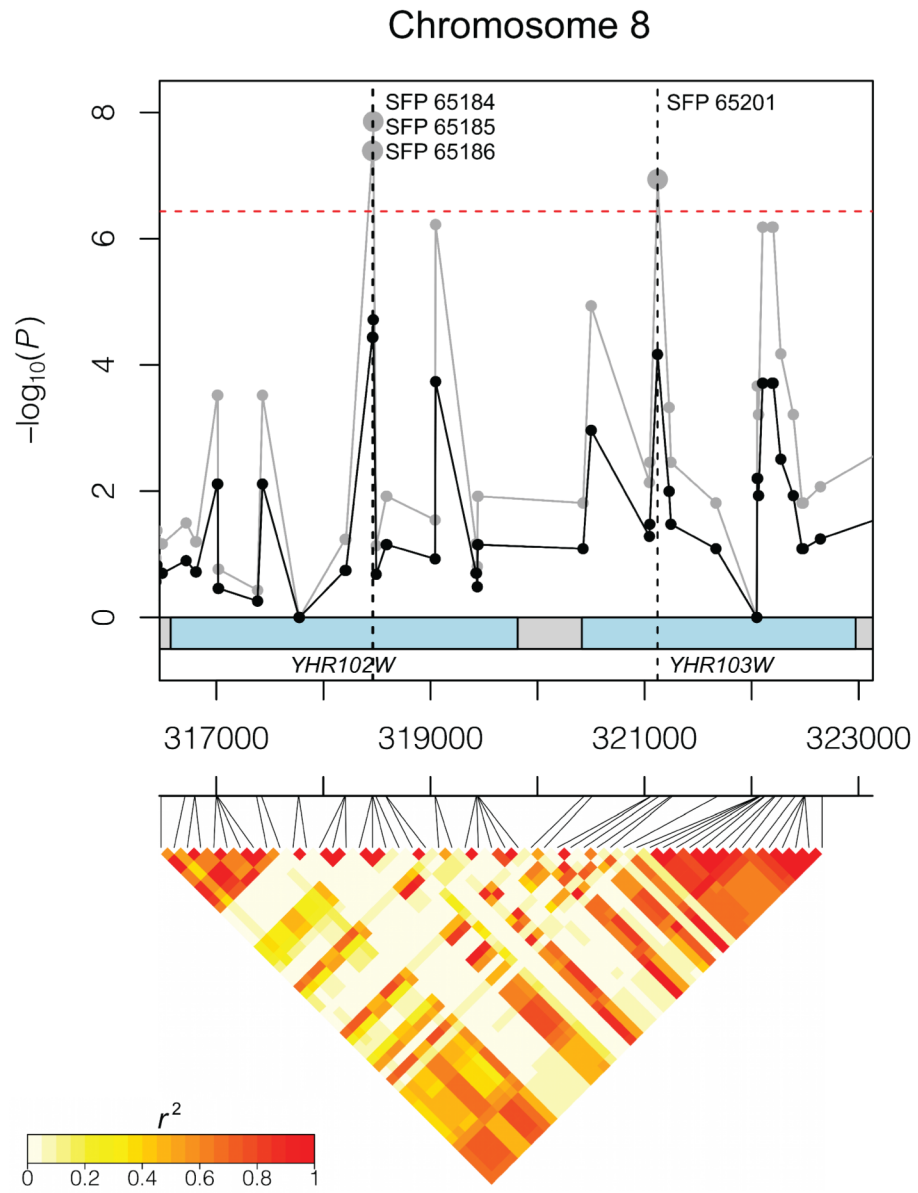 Chromosome 8
8
6
4
2
0
–log10(P)
SFP 65184
SFP 65185
SFP 65186
SFP 65201
YHR102W
YHR103W
317000 319000 321000 323000
r 2
0 0.2 0.4 0.6 0.8 1